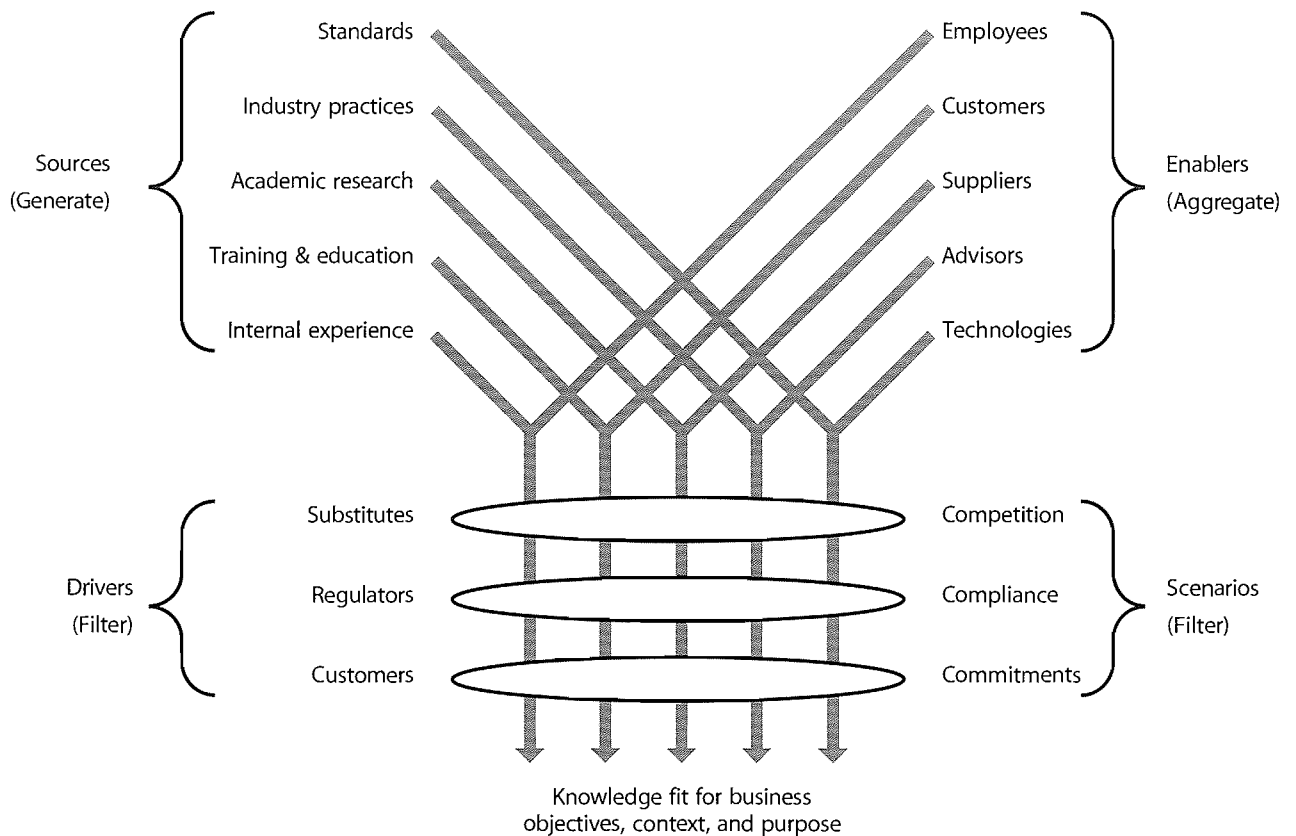 Standards
Industry practices
Academic research
Training & education
Internal experience
Sources
(Generate)
Employees
Customers
Suppliers
Advisors
Technologies
Enablers
(Aggregate)
Substitutes
Regulators
Customers
Drivers
(Filter)
Competition
Compliance
Commitments
Scenarios
(Filter)
Knowledge fit for business
objectives, context, and purpose